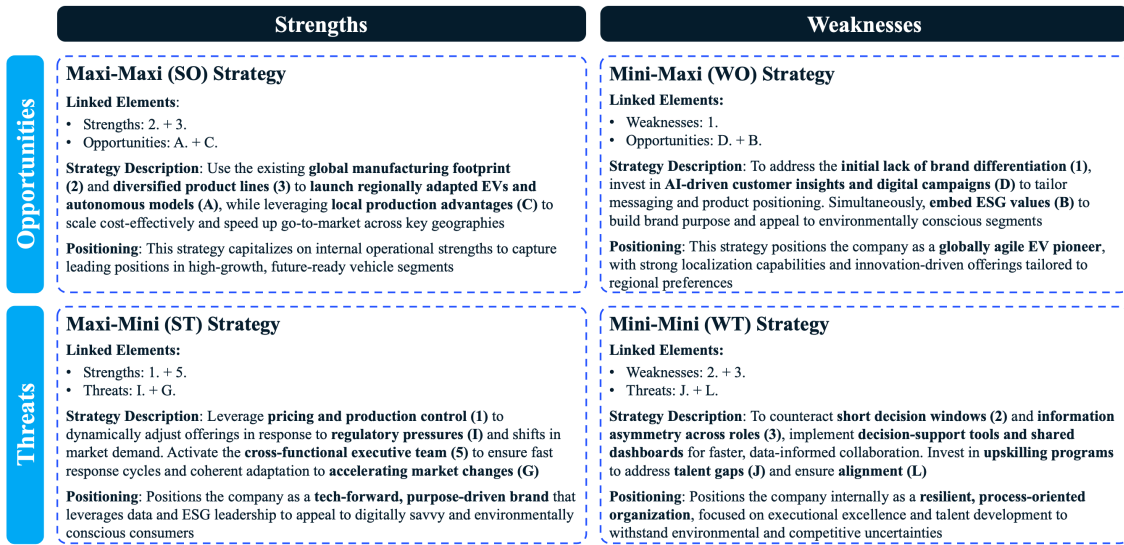 Strengths
Weaknesses
Opportunities
Maxi-Maxi (SO) Strategy
Linked Elements:
• Strengths: 2. + 3.
• Opportunities: A. + C.
Strategy Description: Use the existing global manufacturing footprint
(2) and diversified product lines (3) to launch regionally adapted EVs and
autonomous models (A), while leveraging local production advantages (C) to
scale cost-effectively and speed up go-to-market across key geographies
Positioning: This strategy capitalizes on internal operational strengths to capture
leading positions in high-growth, future-ready vehicle segments
Mini-Maxi (WO) Strategy
Linked Elements:
• Weaknesses: 1.
• Opportunities: D. + B.
Strategy Description: To address the initial lack of brand differentiation (1),
invest in AI-driven customer insights and digital campaigns (D) to tailor
messaging and product positioning. Simultaneously, embed ESG values (B) to
build brand purpose and appeal to environmentally conscious segments
Positioning: This strategy positions the company as a globally agile EV pioneer,
with strong localization capabilities and innovation-driven offerings tailored to
regional preferences
Threats
Maxi-Mini (ST) Strategy
Linked Elements:
• Strengths: 1. + 5.
• Threats: I. + G.
Strategy Description: Leverage pricing and production control (1) to
dynamically adjust offerings in response to regulatory pressures (I) and shifts in
market demand. Activate the cross-functional executive team (5) to ensure fast
response cycles and coherent adaptation to accelerating market changes (G)
Positioning: Positions the company as a tech-forward, purpose-driven brand that
leverages data and ESG leadership to appeal to digitally savvy and environmentally
conscious consumers
Mini-Mini (WT) Strategy
Linked Elements:
• Weaknesses: 2. + 3.
• Threats: J. + L.
Strategy Description: To counteract short decision windows (2) and information
asymmetry across roles (3), implement decision-support tools and shared
dashboards for faster, data-informed collaboration. Invest in upskilling programs
to address talent gaps (J) and ensure alignment (L)
Positioning: Positions the company internally as a resilient, process-oriented
organization, focused on executional excellence and talent development to
withstand environmental and competitive uncertainties